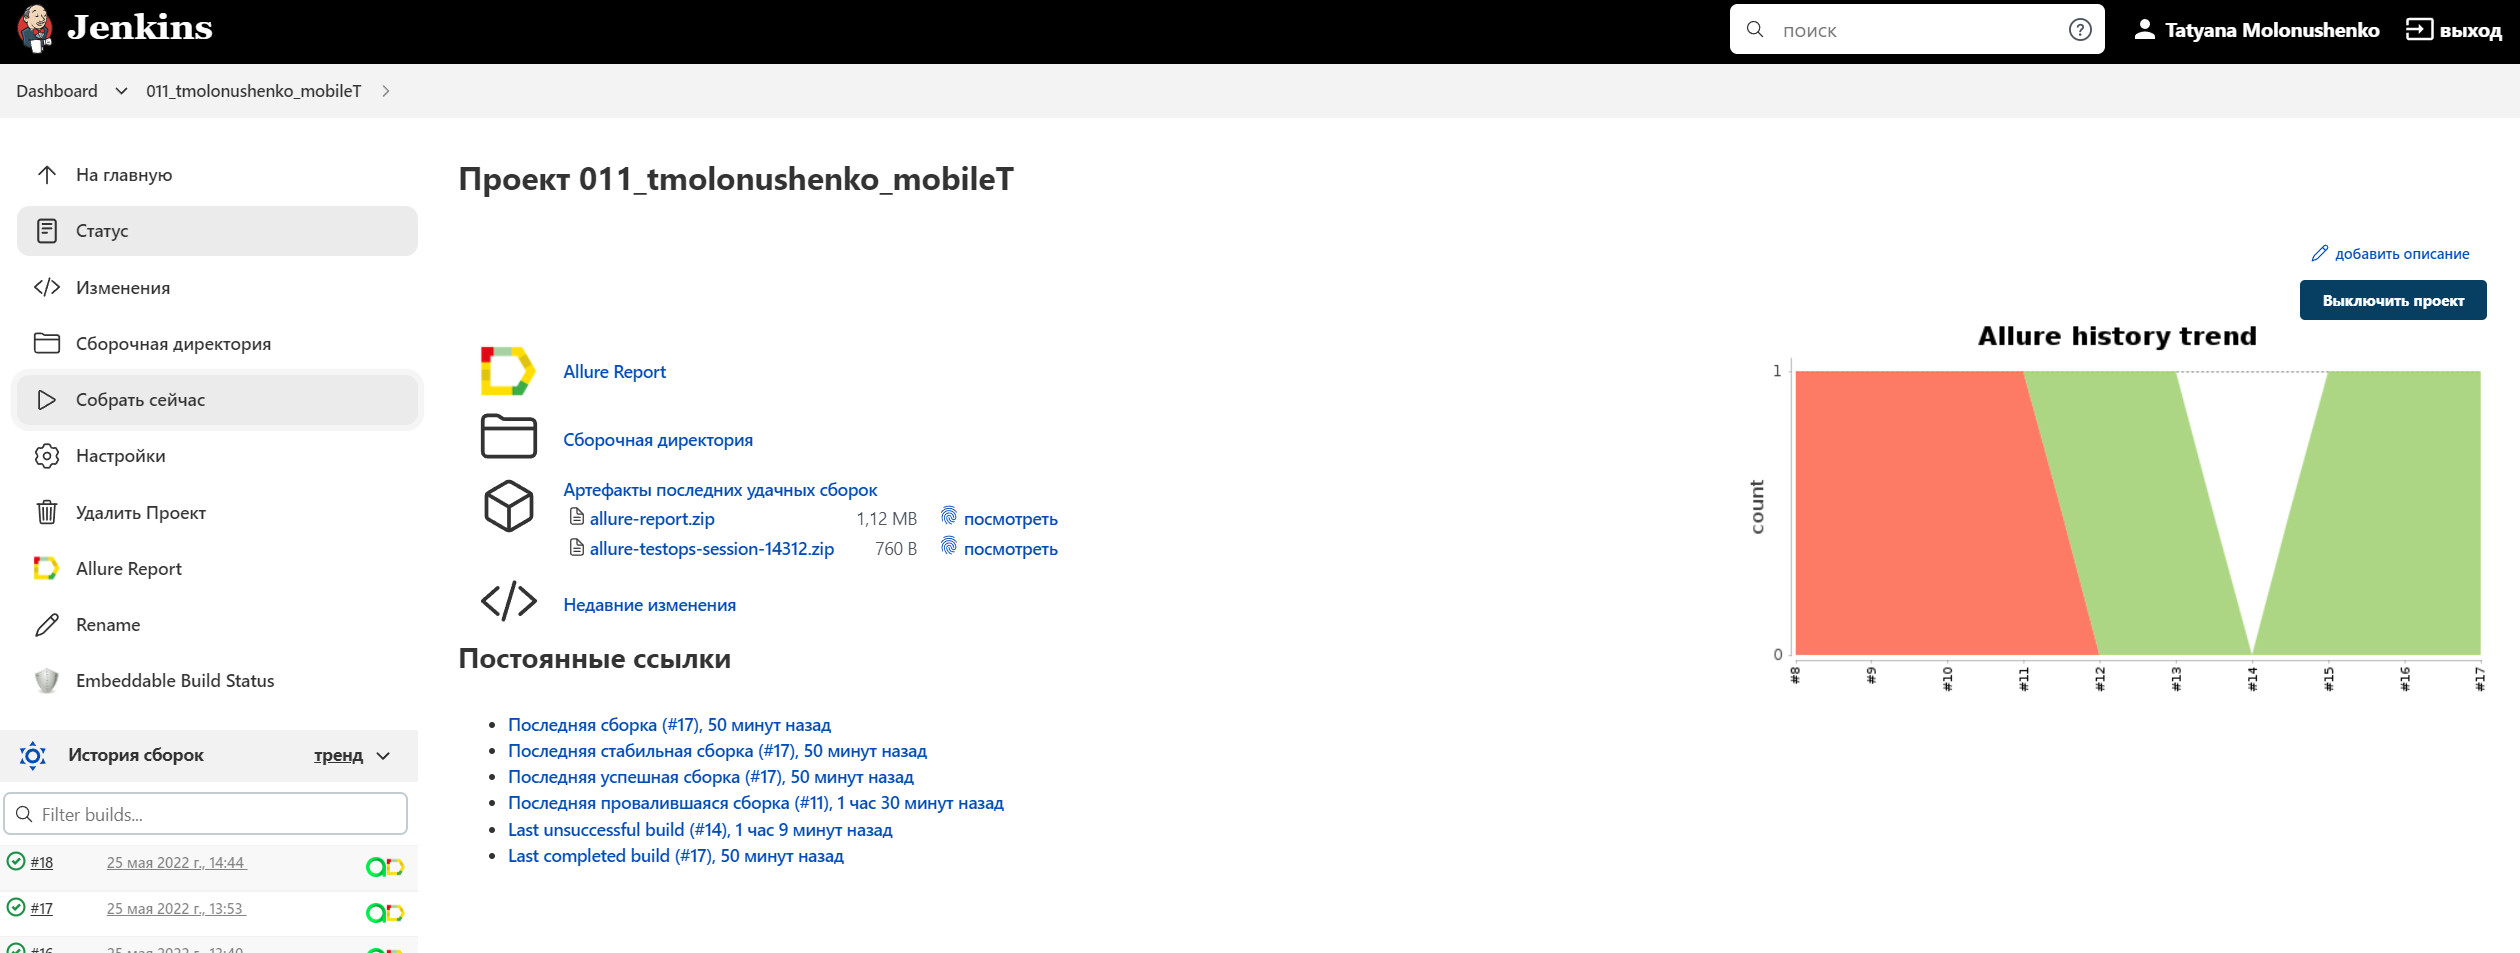 Jenkins
поиск
Tatyana Molonushenko
выход
Dashboard
011_tmolonushenko_mobileT
На главную
Статус
Изменения
Сборочная директория
Собрать сейчас
Настройки
Удалить Проект
Allure Report
Rename
Embeddable Build Status
История сборок
тренд
Filter builds...
#18 25 мая 2022 г., 14:44
#17 25 мая 2022 г., 13:53
#16 25 мая 2022 г., 13:40
Проект 011_tmolonushenko_mobileT
добавить описание
Выключить проект
Allure Report
Сборочная директория
Артефакты последних удачных сборок
allure-report.zip 1,12 MB посмотреть
allure-testops-session-14312.zip 760 B посмотреть
Недавние изменения
Постоянные ссылки
Последняя сборка (#17), 50 минут назад
Последняя стабильная сборка (#17), 50 минут назад
Последняя успешная сборка (#17), 50 минут назад
Последняя провалившаяся сборка (#11), 1 час 30 минут назад
Last unsuccessful build (#14), 1 час 9 минут назад
Last completed build (#17), 50 минут назад
Allure history trend
count
1
0
#8 #9 #10 #11 #12 #13 #14 #15 #16 #17